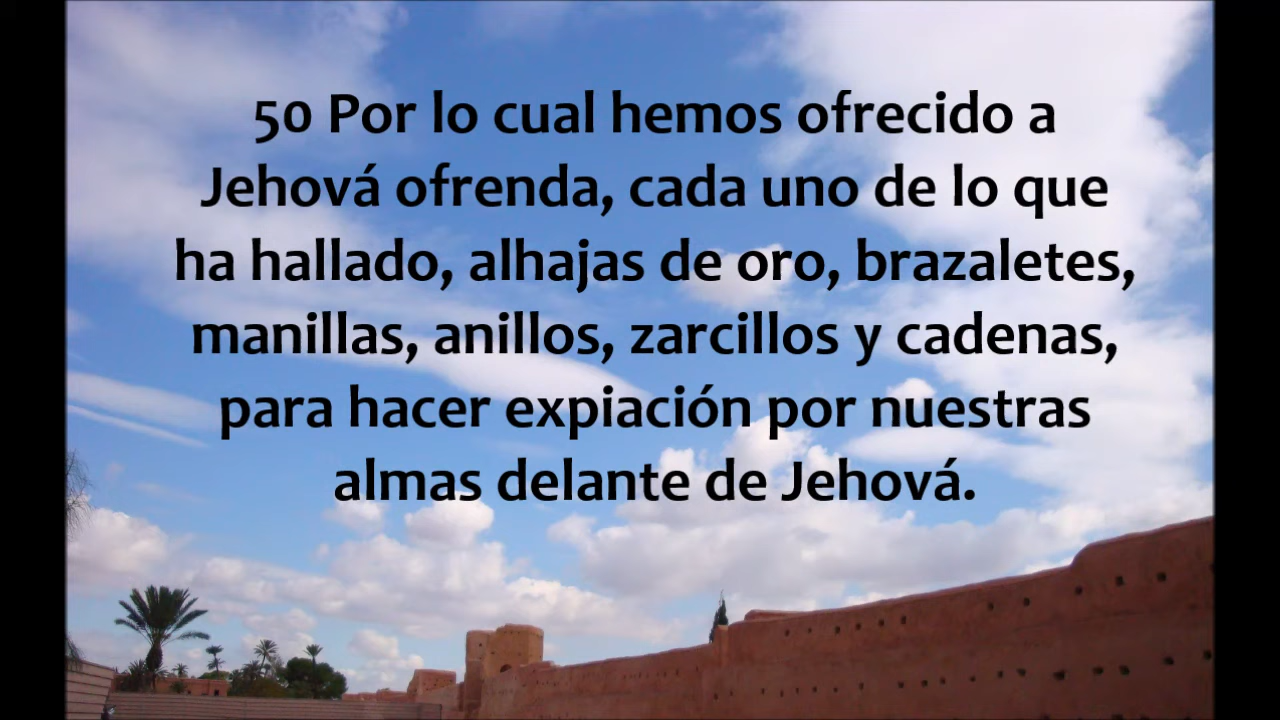 50 Por lo cual hemos ofrecido a
Jehová ofrenda, cada uno de lo que
ha hallado, alhajas de oro, brazaletes,
manillas, anillos, zarcillos y cadenas,
para hacer expiación por nuestras
almas delante de Jehová.